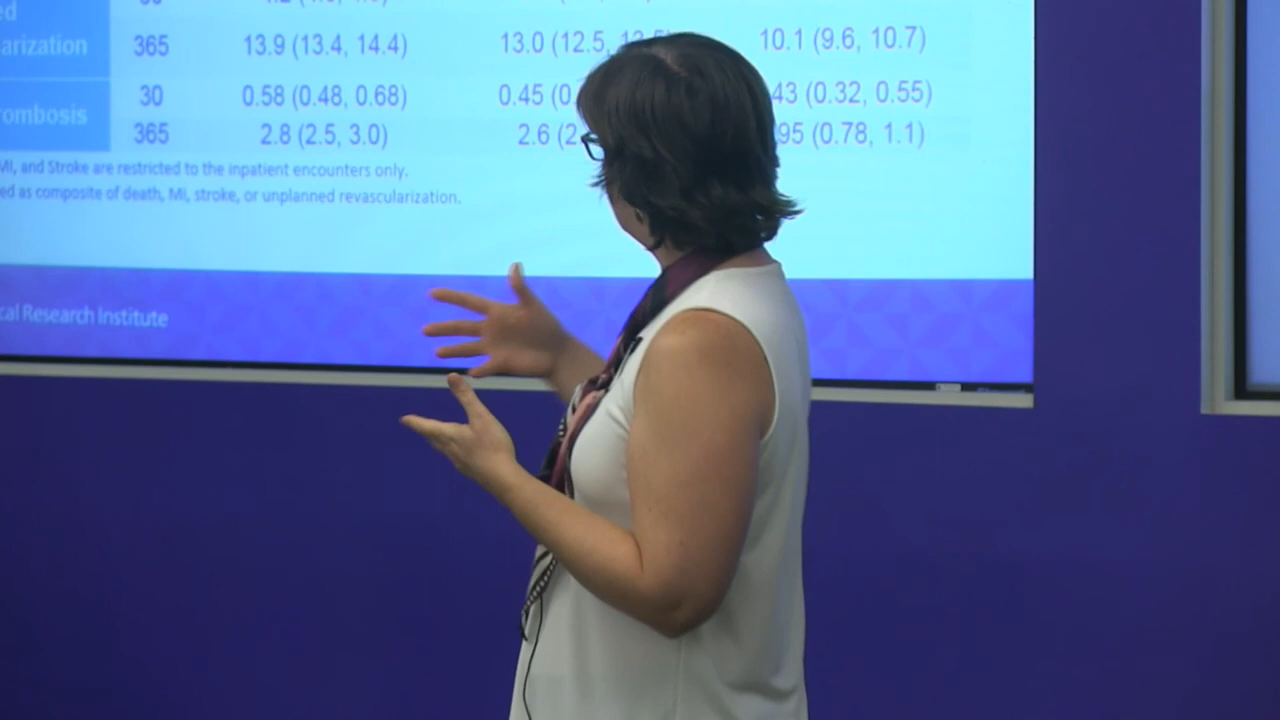 ed
arization 365 13.9 (13.4, 14.4) 13.0 (12.5, 10.1 (9.6, 10.7)
30 0.58 (0.48, 0.68) 0.45 (0. 43 (0.32, 0.55)
rombosis
365 2.8 (2.5, 3.0) 2.6 (2 95 (0.78, 1.1)
MI, and Stroke are restricted to the inpatient encounters only.
ed as composite of death, MI, stroke, or unplanned revascularization.
cal Research Institute